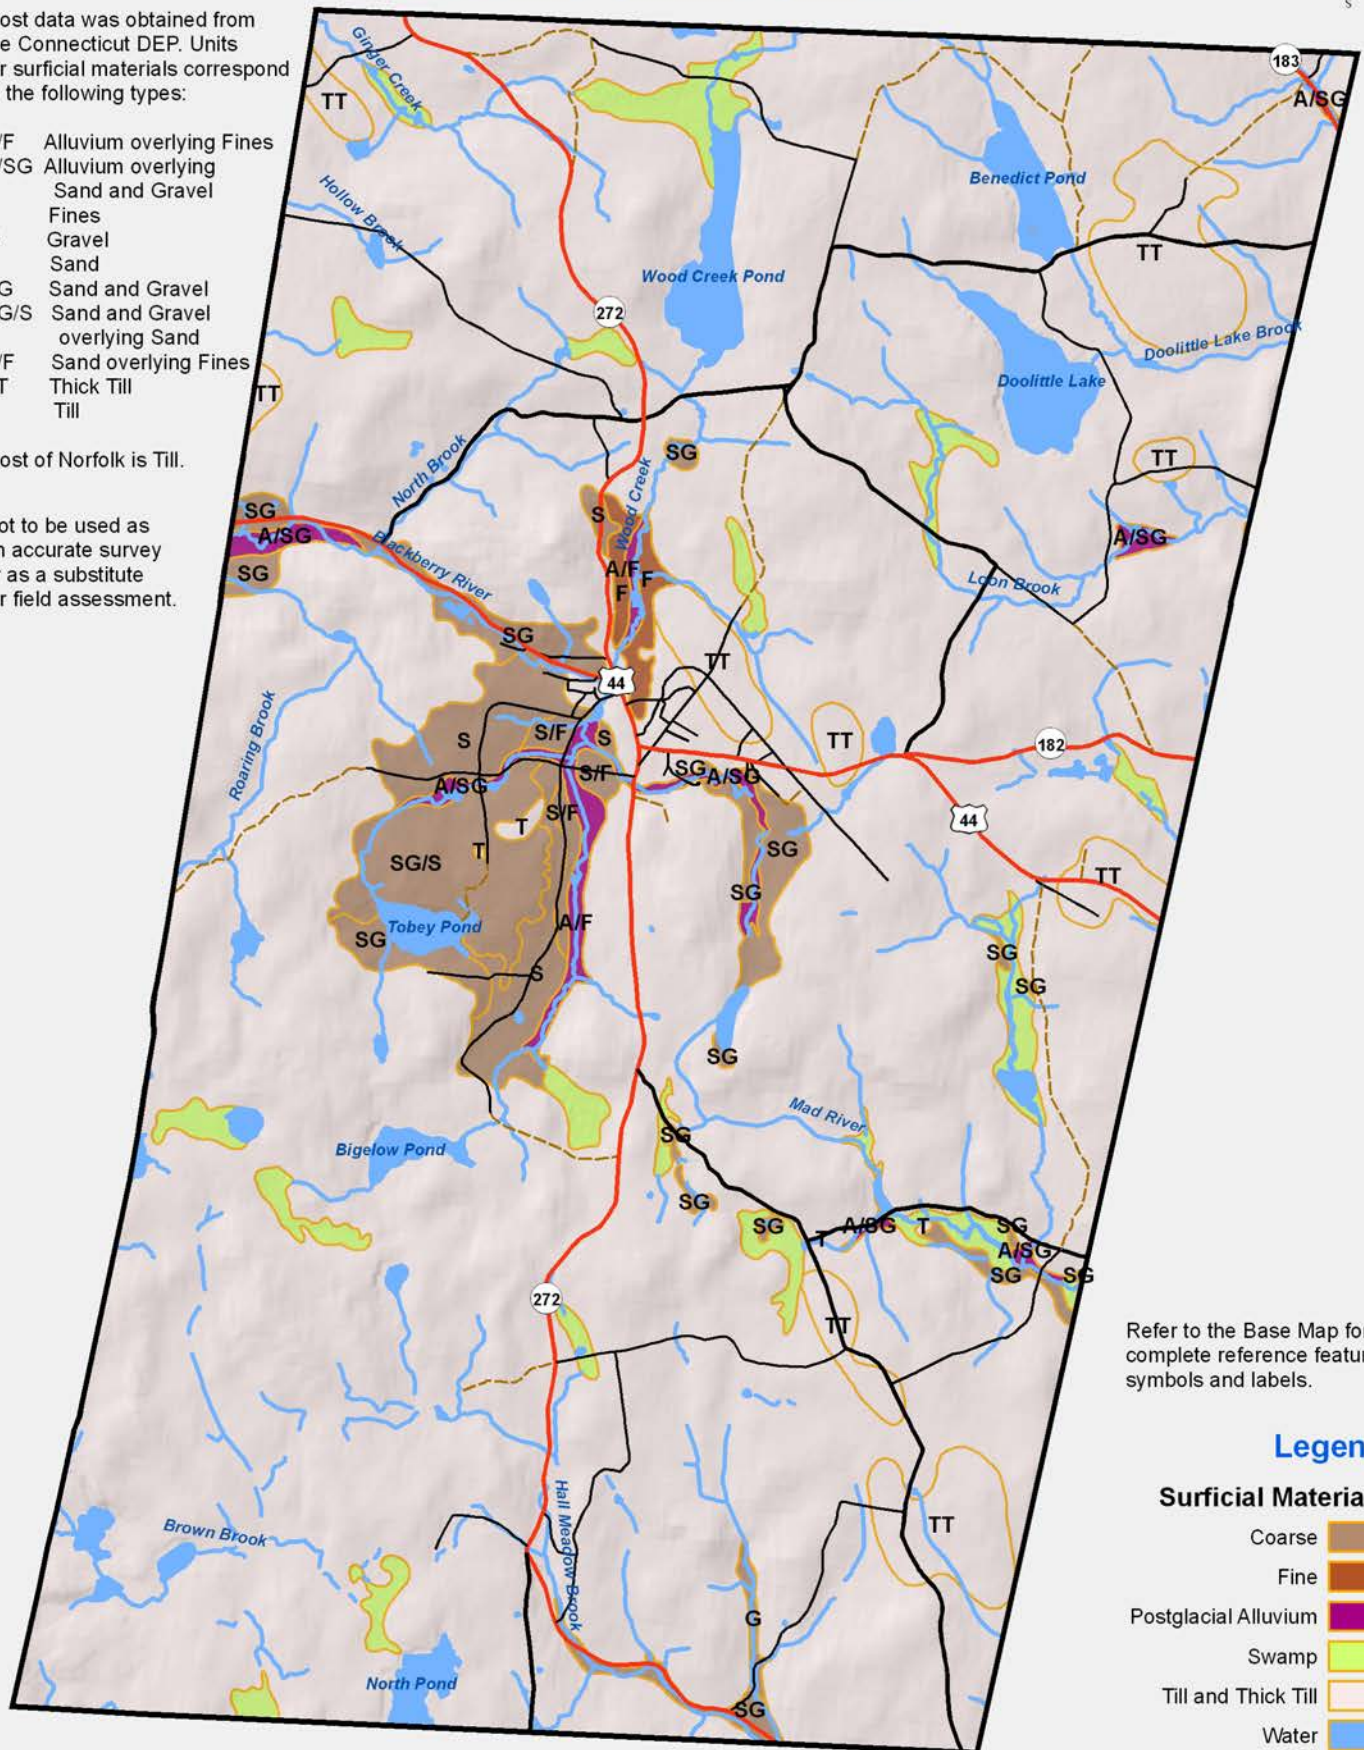 ost data was obtained from
e Connecticut DEP. Units
r surficial materials correspond
the following types:
/F Alluvium overlying Fines
/SG Alluvium overlying
Sand and Gravel
Fines
Gravel
Sand
G Sand and Gravel
G/S Sand and Gravel
overlying Sand
/F Sand overlying Fines
T Thick Till
Till
ost of Norfolk is Till.
ot to be used as
n accurate survey
r as a substitute
r field assessment.
S
183
A/SG
Ginger Creek
TT
Benedict Pond
Hollow Brook
TT
Wood Creek Pond
272
Doolittle Lake Brook
Doolittle Lake
TT
North Brook
SG
TT
Wood Creek
SG
S
A/SG
A/SG
Blackberry River
SG
A/F
F
F
Loon Brook
SG
TT
44
Roaring Brook
S
S/F
S
TT
182
S/F
SG
A/SG
A/SG
S/F
T
44
T
SG/S
SG
TT
SG
Tobey Pond
A/F
SG
SG
S
SG
SG
Mad River
SG
Bigelow Pond
SG
SG
T
A/SG
T
SG
A/SG
SG
SG
272
TT
Refer to the Base Map for
complete reference featur
symbols and labels.
Legen
Surficial Materia
Coarse
Fine
Postglacial Alluvium
Swamp
Till and Thick Till
Water
Hall Meadow Brook
TT
Brown Brook
G
North Pond
SG